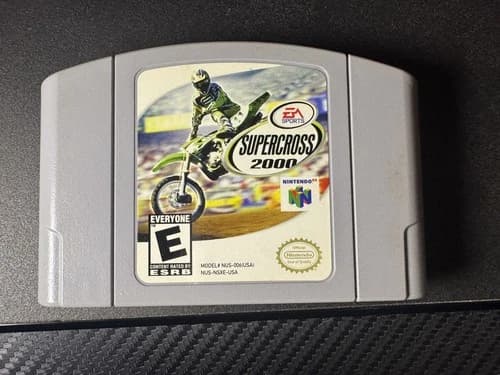 EA
SPORTS
SUPERCROSS
2000
NINTENDO 64
N
EVERYONE
E
CONTENT RATED BY
ESRB
MODEL# NUS-006(USA)
NUS-NSXE-USA
Official
Nintendo
Seal of Quality